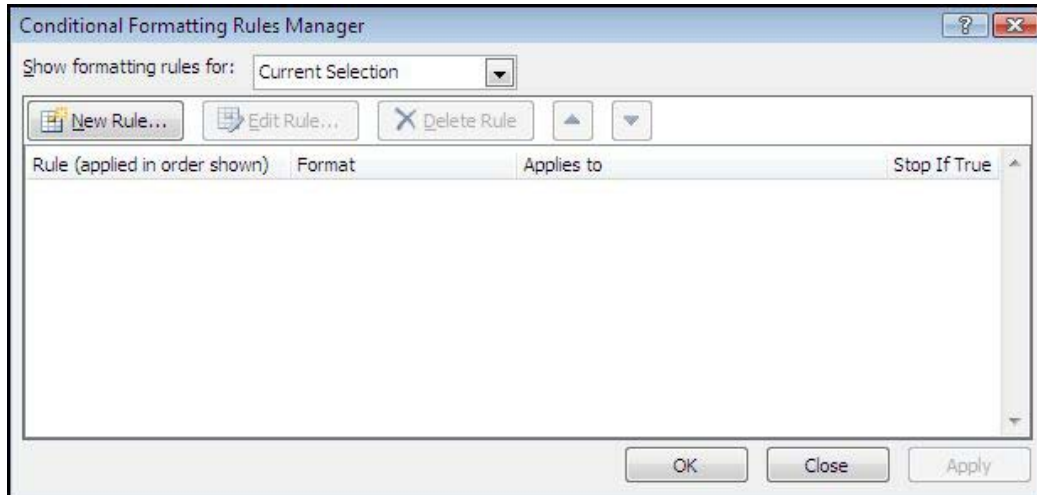 Conditional Formatting Rules Manager
Show formatting rules for: Current Selection
New Rule... Edit Rule... Delete Rule
Rule (applied in order shown) Format Applies to Stop If True
OK Close Apply